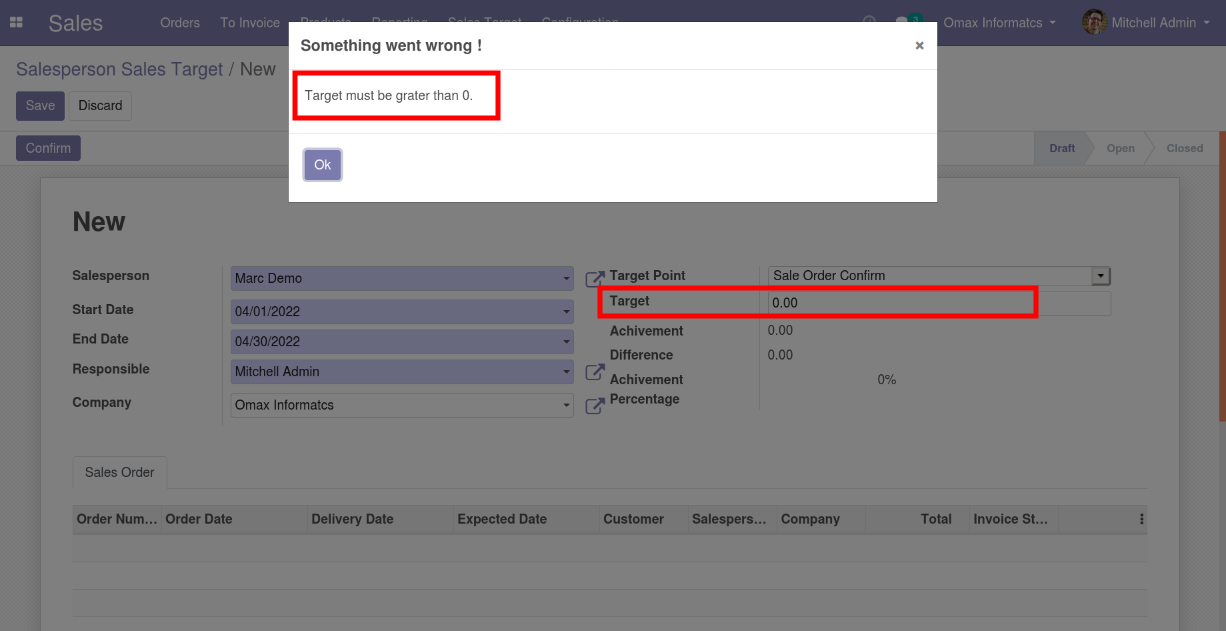 Sales Orders To Invoice Products Reporting Sales Target Configuration 3 Omax Informatcs Mitchell Admin
Something went wrong ! ×
Salesperson Sales Target / New
Target must be grater than 0.
Save Discard
Confirm Draft Open Closed
Ok
New
Salesperson Marc Demo Target Point Sale Order Confirm
Start Date 04/01/2022 Target 0.00
End Date 04/30/2022 Achivement 0.00
Responsible Mitchell Admin Difference 0.00
Company Omax Informatcs Achivement Percentage 0%
Sales Order
Order Num... Order Date Delivery Date Expected Date Customer Salespers... Company Total Invoice St...